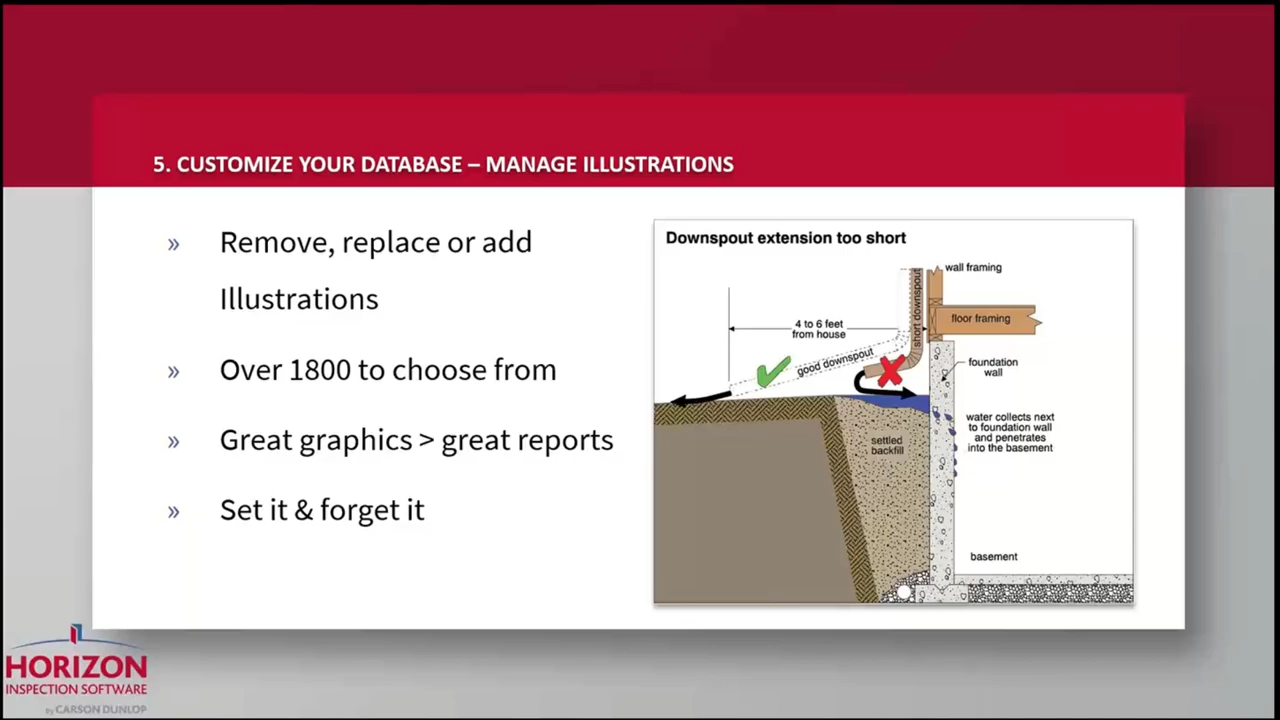 5. CUSTOMIZE YOUR DATABASE – MANAGE ILLUSTRATIONS
» Remove, replace or add
Illustrations
» Over 1800 to choose from
» Great graphics > great reports
» Set it & forget it
Downspout extension too short
wall framing
short downspout
floor framing
4 to 6 feet
from house
good downspout
foundation
wall
water collects next
to foundation wall
and penetrates
into the basement
settled
backfill
basement
HORIZON
INSPECTION SOFTWARE
by CARSON DUNLOP